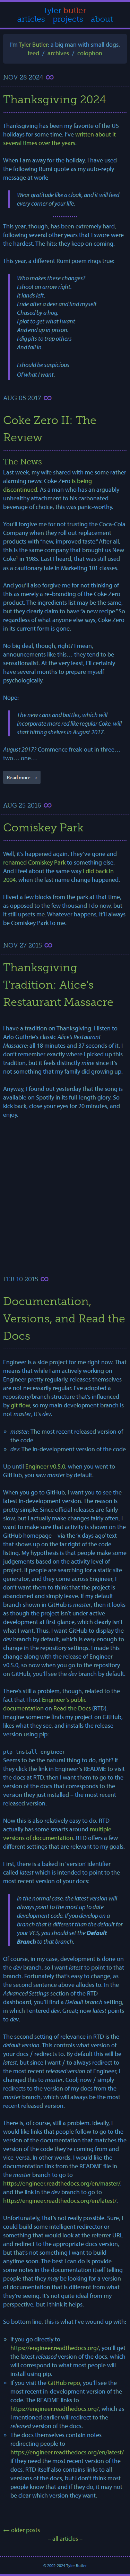 tyler butler
articles projects about
I'm Tyler Butler: a big man with small dogs.
feed / archives / colophon
NOV 28 2024 ∞
Thanksgiving 2024
Anything has been my favorite of the US
holidays for some time. I've written about it
several times over the years.
When I am away for the holiday, I have used
the following Rumi quote as my auto-reply
message at work:
Wear gratitude like a cloak, and it will feed
every corner of your life.
This year, though, has been extremely hard,
following several other years that I swore were
the hardest. The hits: they keep on coming.
This year, a different Rumi poem rings true:
Who makes these changes?
I shoot an arrow right.
It lands left.
I ride after a deer and find myself
Chased by a hog.
I plot to get what I want
And end up in prison.
I dig pits to trap others
And fall in.
I should be suspicious
Of what I want.
AUG 05 2017 ∞
Coke Zero II: The
Review
The News
Last week, my wife shared with me some rather
alarming news: Coke Zero is being
discontinued. As a man who has an arguably
unhealthy attachment to his carbonated
beverage of choice, this was panic-worthy.
You'll forgive me for not trusting the Coca-Cola
Company when they roll out replacement
products with "new, improved taste." After all,
this is the same company that brought us New
Coke¹ in 1985. Last I heard, that was still used
as a cautionary tale in Marketing 101 classes.
And you'll also forgive me for not thinking of
this as merely a re-branding of the Coke Zero
product. The ingredients list may be the same,
but they clearly claim to have "a new recipe." So
regardless of what anyone else says, Coke Zero
in its current form is gone.
No big deal, though, right? I mean,
announcements like this… they tend to be
sensationalist. At the very least, I'll certainly
have several months to prepare myself
psychologically.
Nope:
The new cans and bottles, which will
incorporate more red like regular Coke, will
start hitting shelves in August 2017.
August 2017? Commence freak-out in three…
two… one…
Read more →
AUG 25 2016 ∞
Comiskey Park
Well, it's happened again. They've gone and
renamed Comiskey Park to something else.
And I feel about the same way I did back in
2004, when the last name change happened.
I lived a few blocks from the park at that time,
as opposed to the few thousand I do now, but
it still upsets me. Whatever happens, It'll always
be Comiskey Park to me.
NOV 27 2015 ∞
Thanksgiving
Tradition: Alice's
Restaurant Massacre
I have a tradition on Thanksgiving: I listen to
Arlo Guthrie's classic Alice's Restaurant
Massacre; all 18 minutes and 37 seconds of it. I
don't remember exactly where I picked up this
tradition, but it feels distinctly mine since it's
not something that my family did growing up.
Anyway, I found out yesterday that the song is
available on Spotify in its full-length glory. So
kick back, close your eyes for 20 minutes, and
enjoy.
FEB 10 2015 ∞
Documentation,
Versions, and Read the
Docs
Engineer is a side project for me right now. That
means I am wholly in control of how I work on
it. However, the practices I follow working on
Engineer pretty regularly, releases themselves
are not necessarily regular. I've adopted a
repository/branch structure that's influenced
by git flow, so my main development branch is
not master, it's dev.
master: The most recent released version of
the code
dev: The in-development version of the code
Up until Engineer v0.5.0, when you went to
GitHub, you saw master by default.
When you go to GitHub, I want you to see the
latest in-development version. The reason is
pretty simple. Since official releases are fairly
slow, but I actually make changes fairly often, I
want to make sure that activity is shown on the
GitHub homepage – via the 'x days ago' text
that shows up on the far right of the code
listing. My hypothesis is that people make some
judgements based on the activity level of
project. If people are searching for a static site
generator, and they come across Engineer, I
don't want them to think that the project is
abandoned and simply leave. If my default
branch shown in GitHub is master, then it looks
as though the project isn't under active
development at first glance, which clearly isn't
what I want. Thus, I want GitHub to display the
dev branch by default, which is exactly enough
to change in the repository settings. I made this
change along with the release of Engineer
v0.5.0, so now when you go to the repository
on GitHub, you'll see the dev branch by default.
There's still a problem, though, related to the
fact that I host Engineer's public
documentation on Read the Docs (RTD).
Imagine someone finds my project on GitHub,
likes what they see, and installs the release
version using pip:
pip install engineer
Seems to be the natural thing to do, right? If
they click the link in Engineer's README to visit
the docs at RTD, then I want them to go to the
version of the docs that corresponds to the
version they just installed – the most recent
released version.
Now this is also relatively easy to do. RTD
actually has some smarts around multiple
versions of documentation. RTD offers a few
different settings that are relevant to my goals.
First, there is a baked in 'version' identifier
called latest which is intended to point to the
most recent version of your docs:
In the normal case, the latest version will
always point to the most up to date
development code. If you develop on a
branch that is different than the default for
your VCS, you should set the Default
Branch to that branch.
Of course, in my case, development is done on
the dev branch, so I want latest to point to that
branch. Fortunately that's easy to change, as
the second sentence above alludes to. In the
Advanced Settings section of the RTD
dashboard, you'll find a Default branch setting,
in which I entered dev. Great; now latest points
to dev.
The second setting of relevance in RTD is the
default version. This controls what version of
the docs you / redirects to. By default this will
be latest, but since I want / to always point to
the most recent released version of Engineer, I
changed this to master. Cool; now / simply
redirects to the version of my docs from the
master branch, which should always be the
most recent released version.
There is, of course, still a problem. Ideally, I
would like links that people follow to go to the
version of the documentation that matches the
version of the code they're looking at, and
vice-versa. In other words, I would like the
documentation link from the README file in
the master branch to go to
https://engineer.readthedocs.org/en/master/,
and the link in the dev branch to go to
https://engineer.readthedocs.org/en/latest/.
Unfortunately, that's not really possible. Sure, I
could build some intelligent redirector or
something that would look at the referrer URL
and redirect to the appropriate docs version,
but that's not something I want to build
anytime soon. The best I can do is provide
some notes in the documentation itself telling
people that they may be looking for a version
of documentation that is different from what
they're seeing. It's not quite ideal from my
perspective, but I think it helps.
So bottom line, this is what I've wound up with:
If you go directly to
https://engineer.readthedocs.org/, you'll get
the latest released version of the docs, which
will correspond to what most people will
install using pip.
If you visit the GitHub repo, you'll see the
most recent in-development version of the
code. The README links to
https://engineer.readthedocs.org/, which as
I mentioned earlier will redirect to the
released version of the docs.
The docs themselves contain notes
redirecting people to
https://engineer.readthedocs.org/en/latest/
if they need the most recent version of the
docs. RTD itself also contains links to all
versions of the documentation, so hopefully
people know that and if they do, it may not
be clear which version they want.
← older posts
– all articles –
© 2002-2024 Tyler Butler